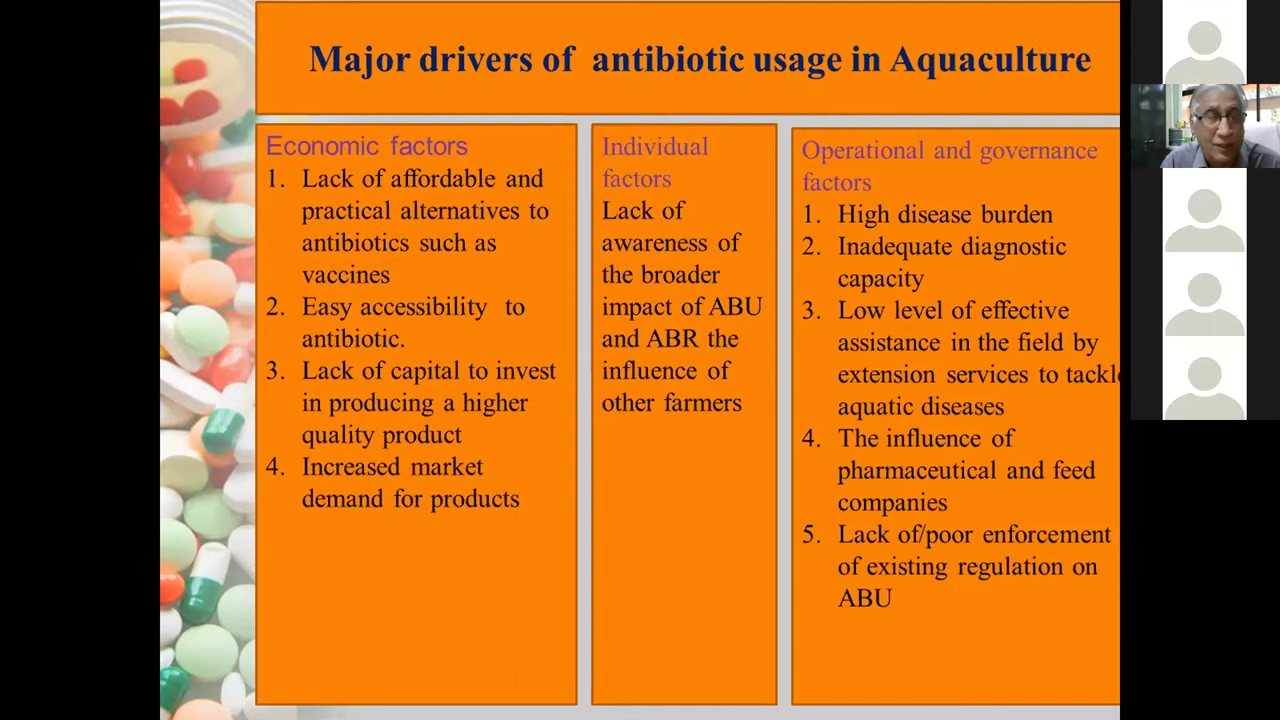 Major drivers of antibiotic usage in Aquaculture
Economic factors
1. Lack of affordable and
practical alternatives to
antibiotics such as
vaccines
2. Easy accessibility to
antibiotic.
3. Lack of capital to invest
in producing a higher
quality product
4. Increased market
demand for products
Individual
factors
Lack of
awareness of
the broader
impact of ABU
and ABR the
influence of
other farmers
Operational and governance
factors
1. High disease burden
2. Inadequate diagnostic
capacity
3. Low level of effective
assistance in the field by
extension services to tackle
aquatic diseases
4. The influence of
pharmaceutical and feed
companies
5. Lack of/poor enforcement
of existing regulation on
ABU